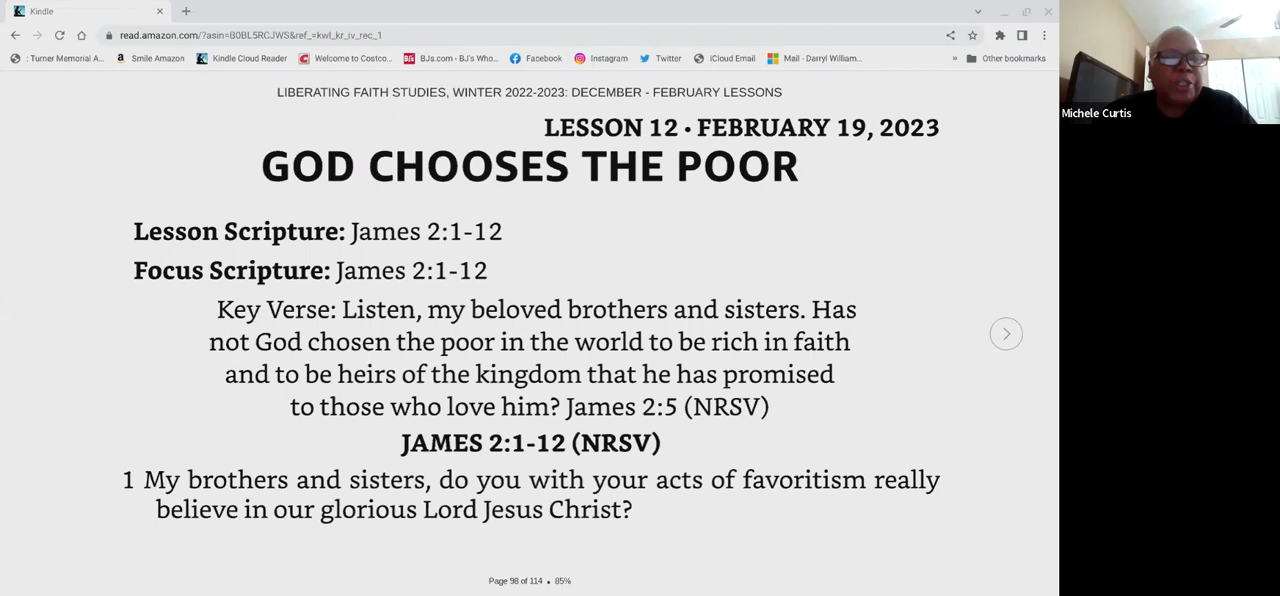 Kindle
read.amazon.com/?asin=B0BL5RCJWS&ref_=kwl_kr_iv_rec_1
: Turner Memorial A... Smile Amazon Kindle Cloud Reader Welcome to Costco... BJs.com - BJ's Who... Facebook Instagram Twitter iCloud Email Mail - Darryl William... » Other bookmarks
LIBERATING FAITH STUDIES, WINTER 2022-2023: DECEMBER - FEBRUARY LESSONS
LESSON 12 • FEBRUARY 19, 2023
GOD CHOOSES THE POOR
Lesson Scripture: James 2:1-12
Focus Scripture: James 2:1-12
Key Verse: Listen, my beloved brothers and sisters. Has
not God chosen the poor in the world to be rich in faith
and to be heirs of the kingdom that he has promised
to those who love him? James 2:5 (NRSV)
JAMES 2:1-12 (NRSV)
1 My brothers and sisters, do you with your acts of favoritism really
believe in our glorious Lord Jesus Christ?
Page 98 of 114 • 85%
Michele Curtis